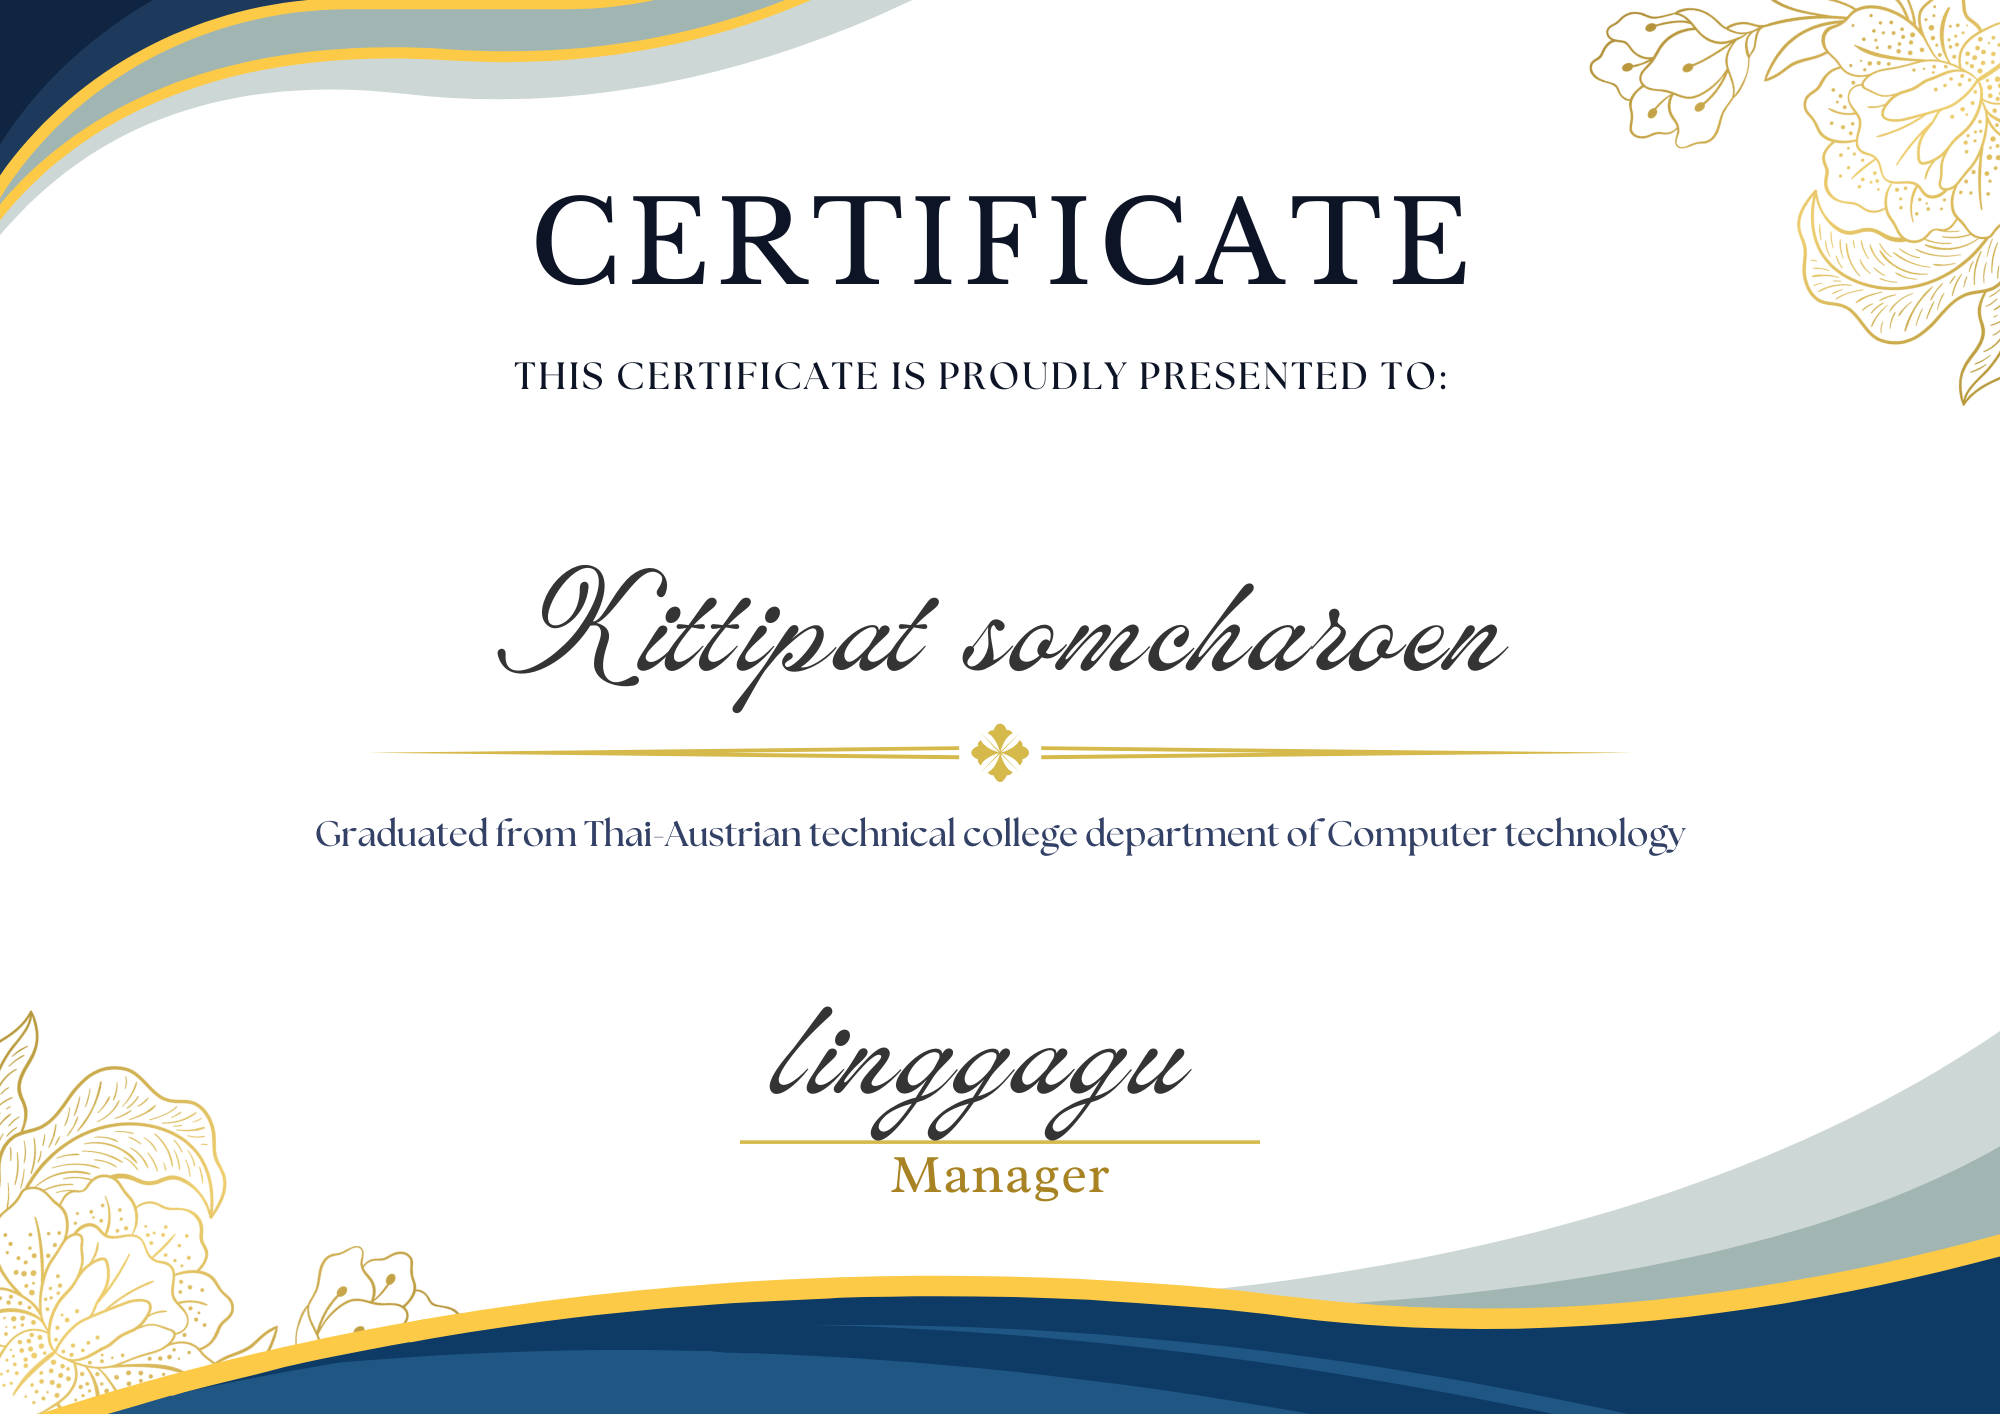 CERTIFICATE
THIS CERTIFICATE IS PROUDLY PRESENTED TO:
Kittipat somcharoen
Graduated from Thai-Austrian technical college department of Computer technology
linggagu
Manager